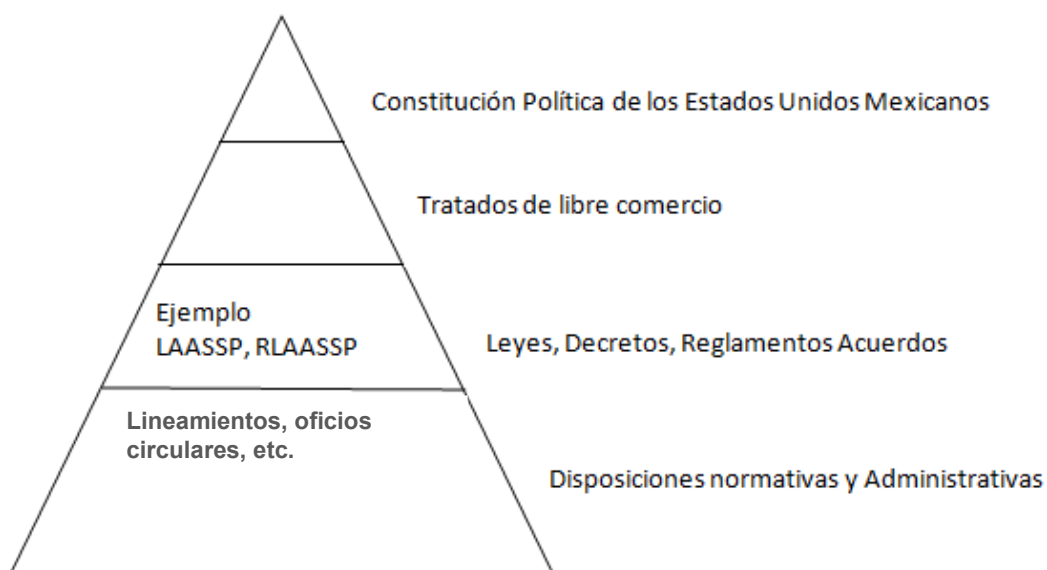 Constitución Política de los Estados Unidos Mexicanos
Tratados de libre comercio
Ejemplo
LAASSP, RLAASSP
Leyes, Decretos, Reglamentos Acuerdos
Lineamientos, oficios
circulares, etc.
Disposiciones normativas y Administrativas